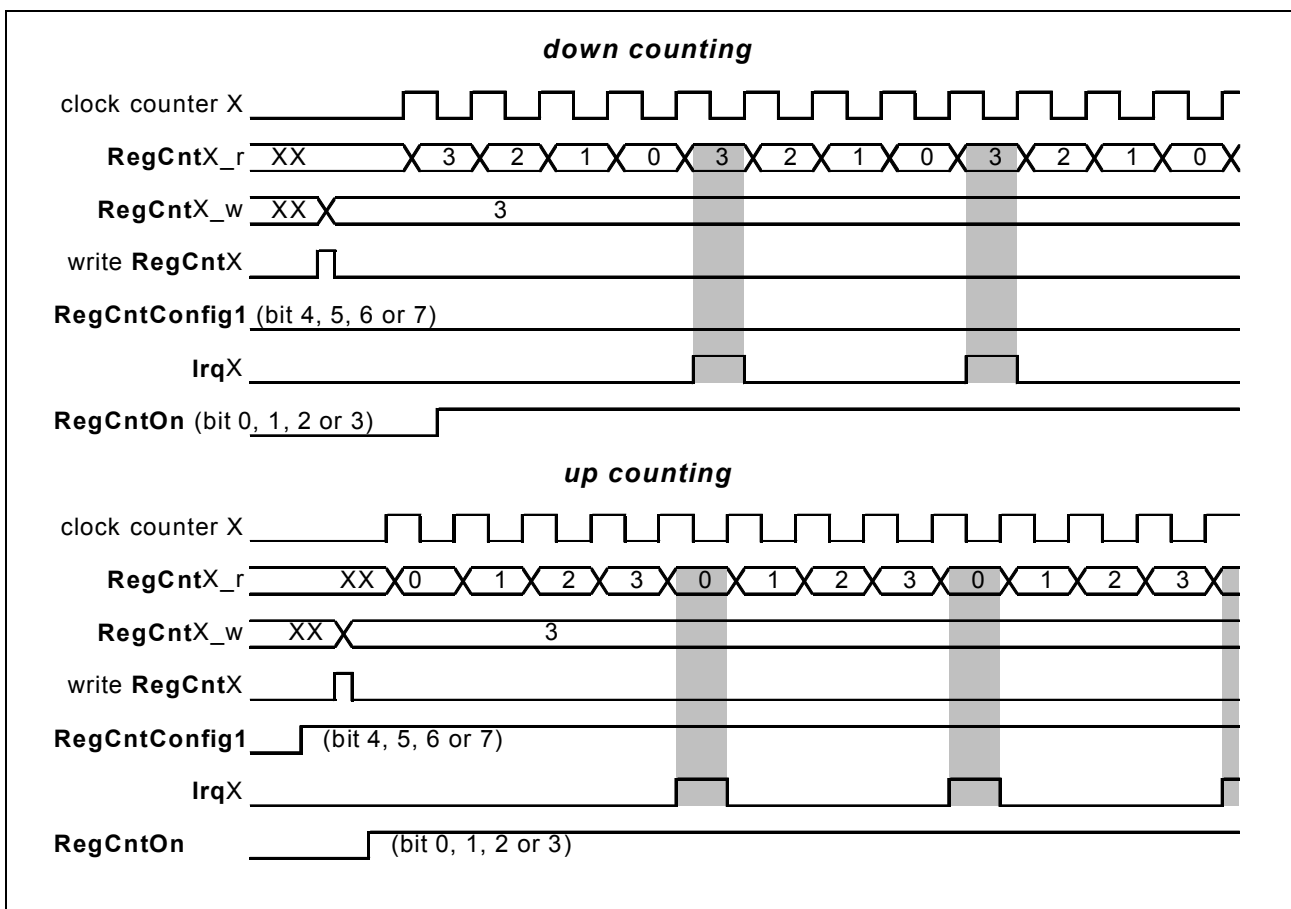 down counting
clock counter X
RegCntX_r XX 3 2 1 0 3 2 1 0 3 2 1 0
RegCntX_w XX 3
write RegCntX
RegCntConfig1 (bit 4, 5, 6 or 7)
IrqX
RegCntOn (bit 0, 1, 2 or 3)
up counting
clock counter X
RegCntX_r XX 0 1 2 3 0 1 2 3 0 1 2 3
RegCntX_w XX 3
write RegCntX
RegCntConfig1 (bit 4, 5, 6 or 7)
IrqX
RegCntOn (bit 0, 1, 2 or 3)